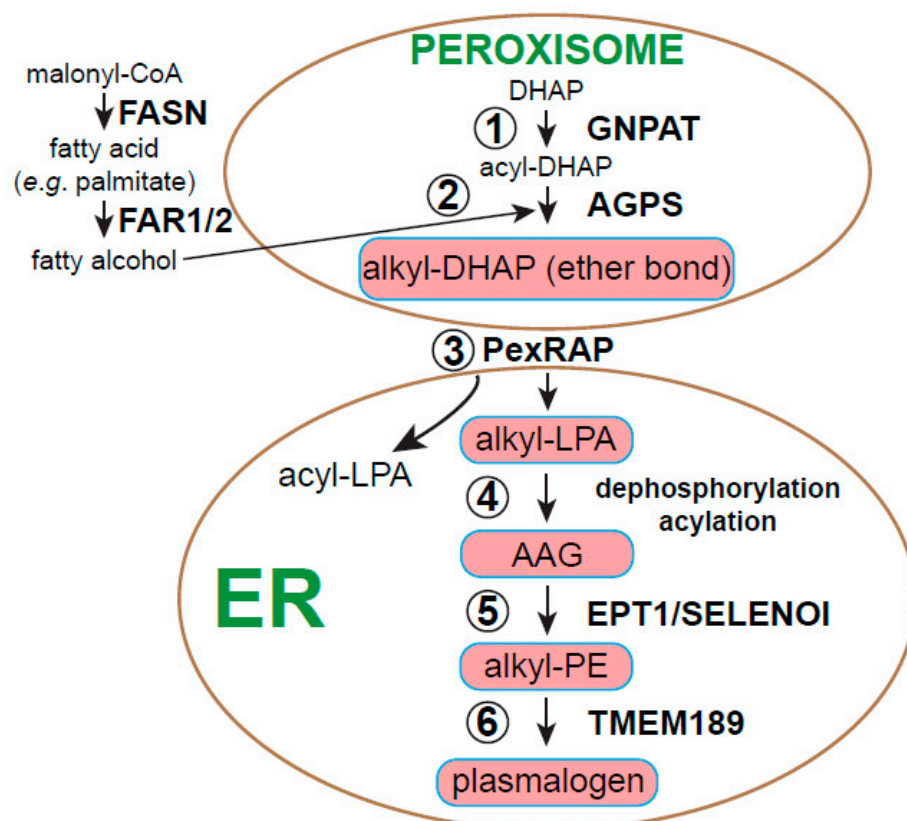 PEROXISOME
malonyl-CoA
FASN
fatty acid
(e.g. palmitate)
FAR1/2
fatty alcohol
DHAP
1
GNPAT
acyl-DHAP
2
AGPS
alkyl-DHAP (ether bond)
3 PexRAP
alkyl-LPA
acyl-LPA
4
dephosphorylation
acylation
AAG
ER
5
EPT1/SELENOI
alkyl-PE
6
TMEM189
plasmalogen